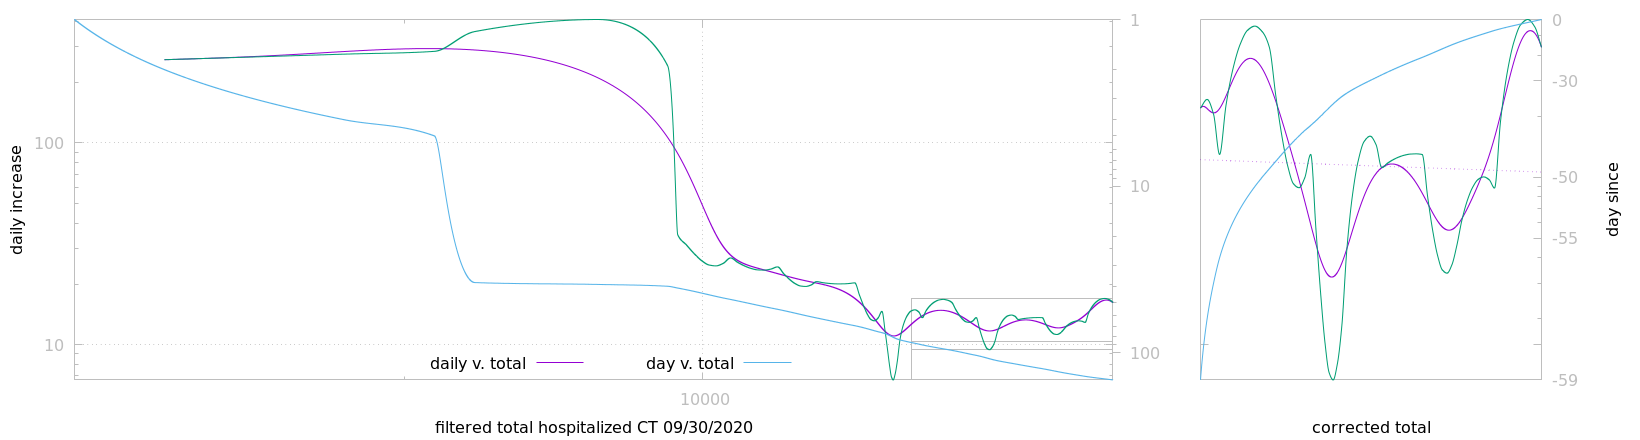 daily increase
100
10
daily v. total
day v. total
10000
filtered total hospitalized CT 09/30/2020
1
10
100
0
-30
-50
-55
-59
day since
corrected total